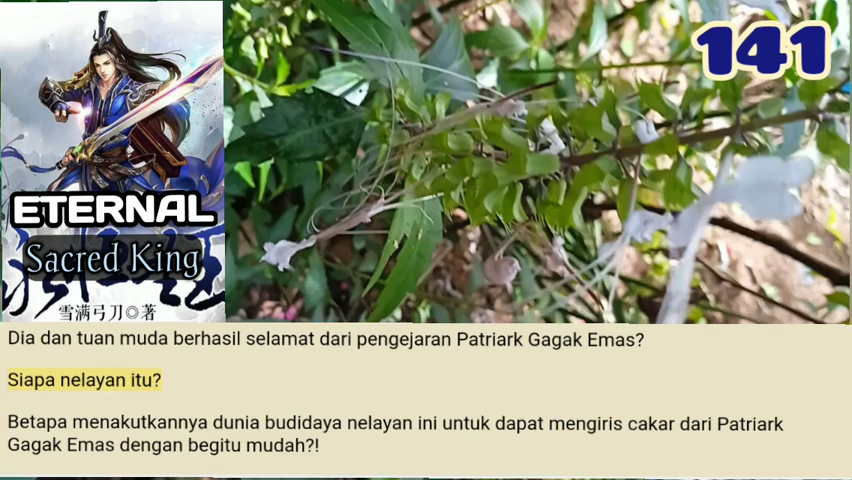 141
ETERNAL
Sacred King
雪满弓刀◎著
Dia dan tuan muda berhasil selamat dari pengejaran Patriark Gagak Emas?
Siapa nelayan itu?
Betapa menakutkannya dunia budidaya nelayan ini untuk dapat mengiris cakar dari Patriark
Gagak Emas dengan begitu mudah?!